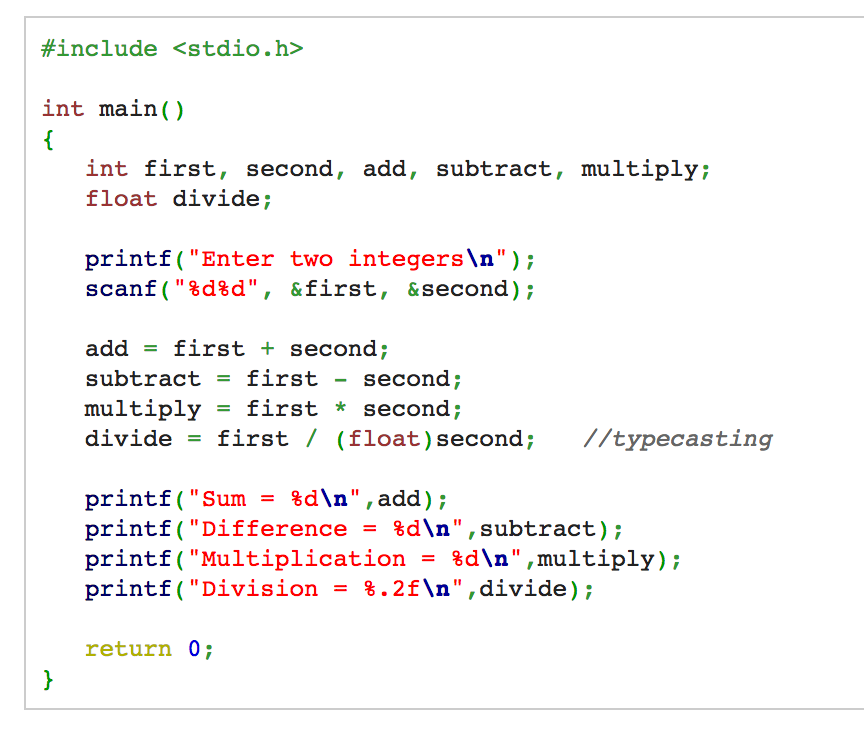 #include <stdio.h>

int main()
{
   int first, second, add, subtract, multiply;
   float divide;

   printf("Enter two integers\n");
   scanf("%d%d", &first, &second);

   add = first + second;
   subtract = first - second;
   multiply = first * second;
   divide = first / (float)second;   //typecasting

   printf("Sum = %d\n",add);
   printf("Difference = %d\n",subtract);
   printf("Multiplication = %d\n",multiply);
   printf("Division = %.2f\n",divide);

   return 0;
}